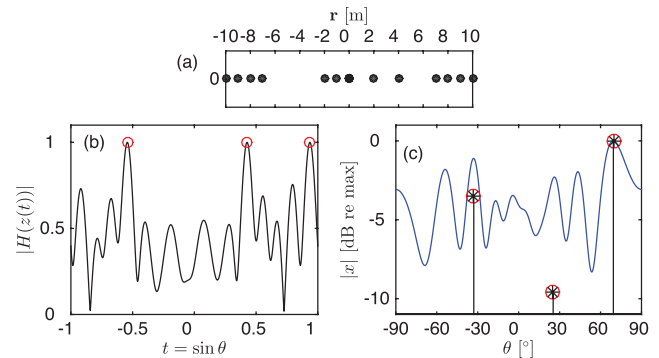 r [m]
-10 -8 -6 -4 -2 0 2 4 6 8 10
(a)
0
(b)
|H(z(t))|
1
0.5
0
-1 -0.5 0 0.5 1
t = sin θ
(c)
|x| [dB re max]
0
-5
-10
-90 -60 -30 0 30 60 90
θ [°]